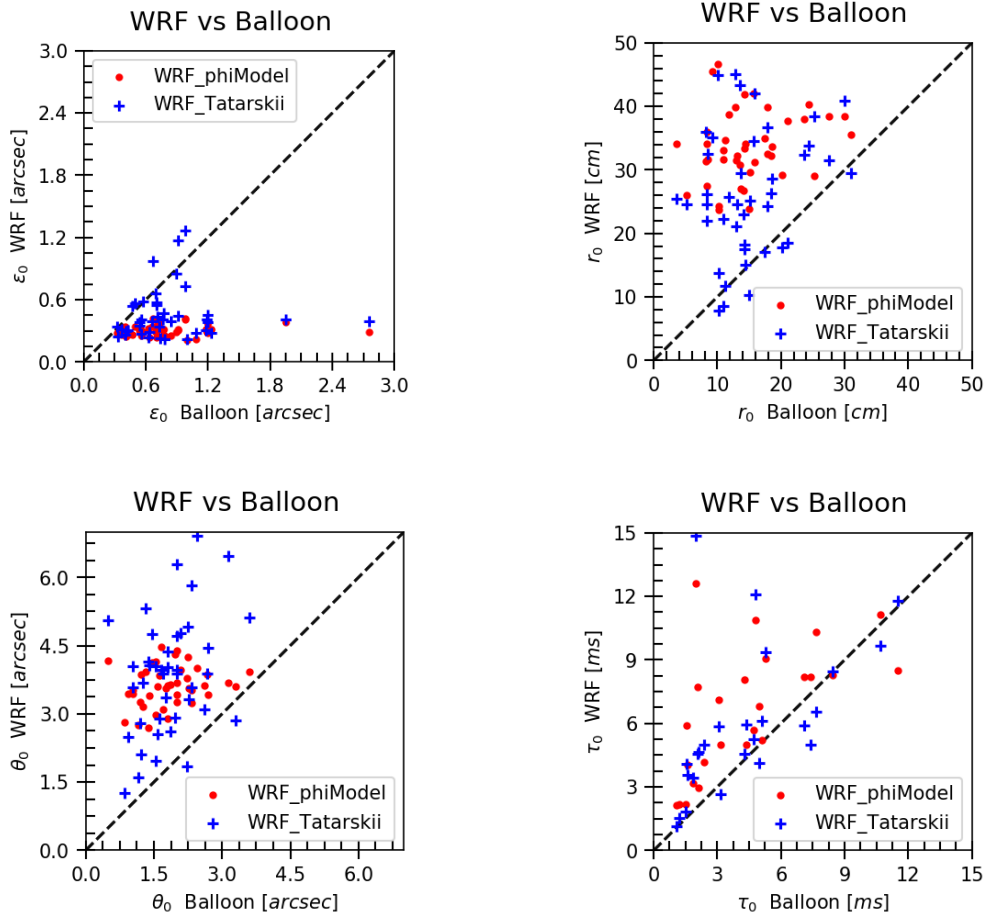 WRF vs Balloon
3.0
2.4
1.8
1.2
0.6
0.0
ε₀ WRF [arcsec]
WRF_phiModel
WRF_Tatarskii
0.0 0.6 1.2 1.8 2.4 3.0
ε₀ Balloon [arcsec]
WRF vs Balloon
50
40
30
20
10
0
r₀ WRF [cm]
WRF_phiModel
WRF_Tatarskii
0 10 20 30 40 50
r₀ Balloon [cm]
WRF vs Balloon
6.0
4.5
3.0
1.5
0.0
θ₀ WRF [arcsec]
WRF_phiModel
WRF_Tatarskii
0.0 1.5 3.0 4.5 6.0
θ₀ Balloon [arcsec]
WRF vs Balloon
15
12
9
6
3
0
τ₀ WRF [ms]
WRF_phiModel
WRF_Tatarskii
0 3 6 9 12 15
τ₀ Balloon [ms]